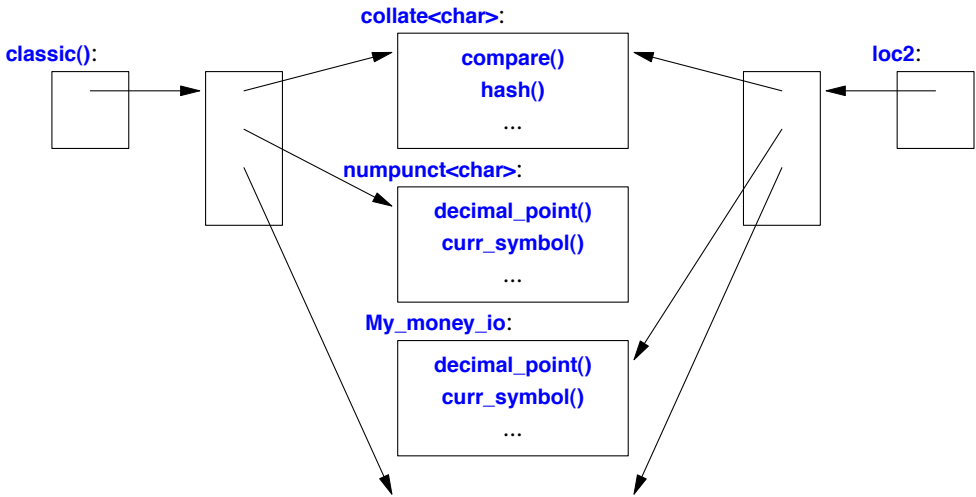 collate<char>:
classic():
loc2:
compare()
hash()
...
numpunct<char>:
decimal_point()
curr_symbol()
...
My_money_io:
decimal_point()
curr_symbol()
...